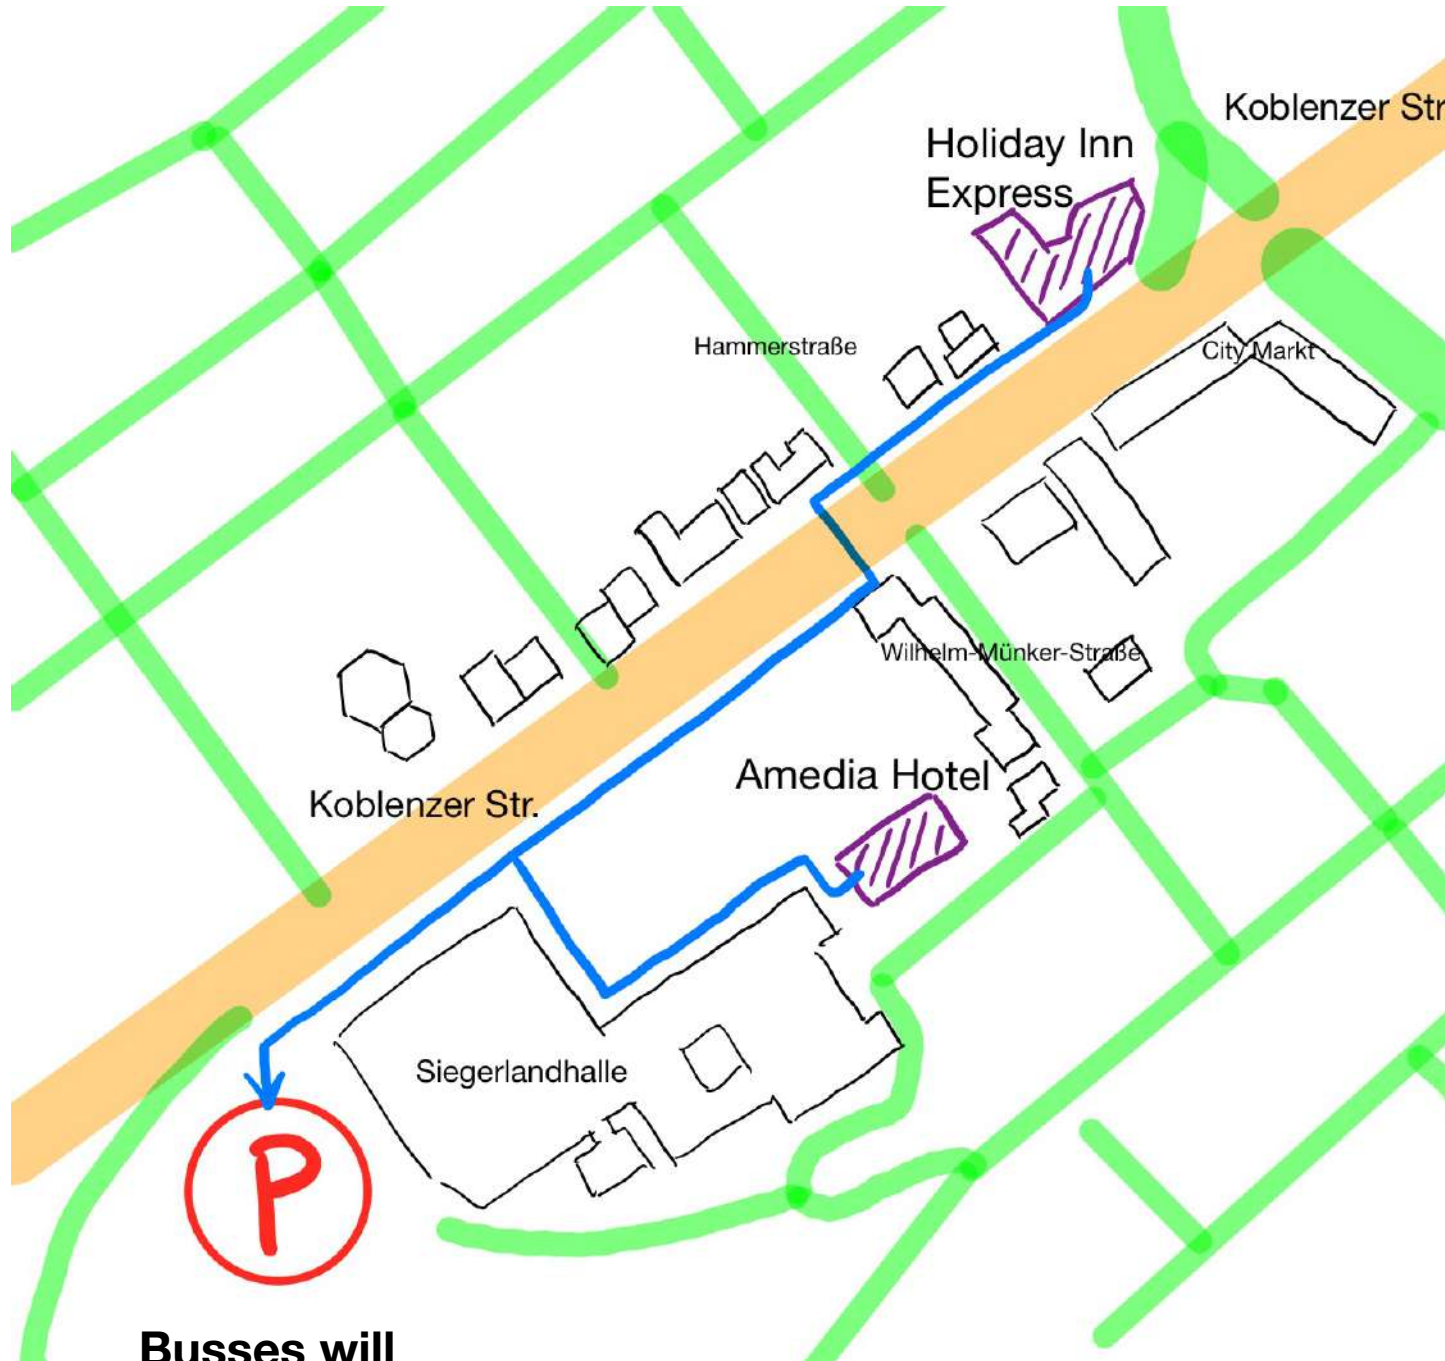 Koblenzer Str
Holiday Inn
Express
Hammerstraße
City Markt
Wilhelm-Münker-Straße
Amedia Hotel
Koblenzer Str.
Siegerlandhalle
P
Busses will